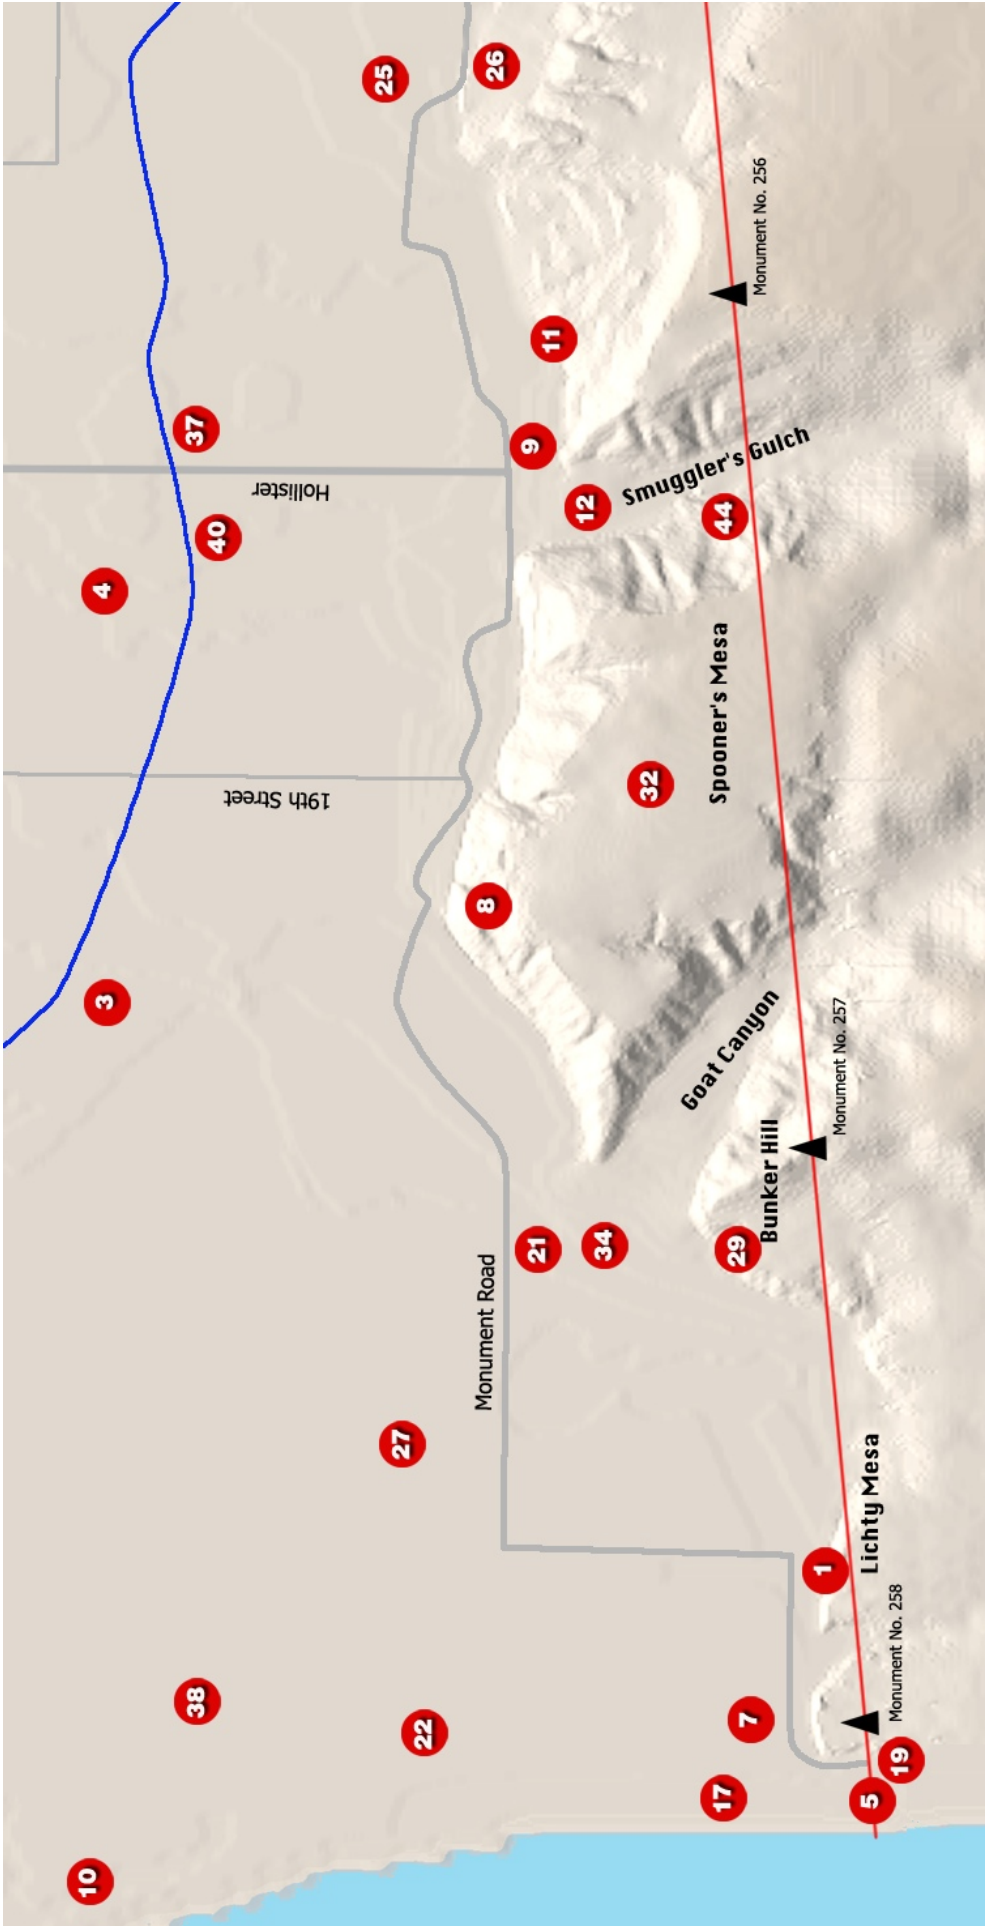 10
38
3
4
40
37
25
26
Hollister
19th Street
22
27
Monument Road
21
34
8
9
11
12
32
17
7
29
Bunker Hill
Goat Canyon
Spooner's Mesa
44
Smuggler's Gulch
Monument No. 256
Monument No. 257
5
19
1
Lichty Mesa
Monument No. 258